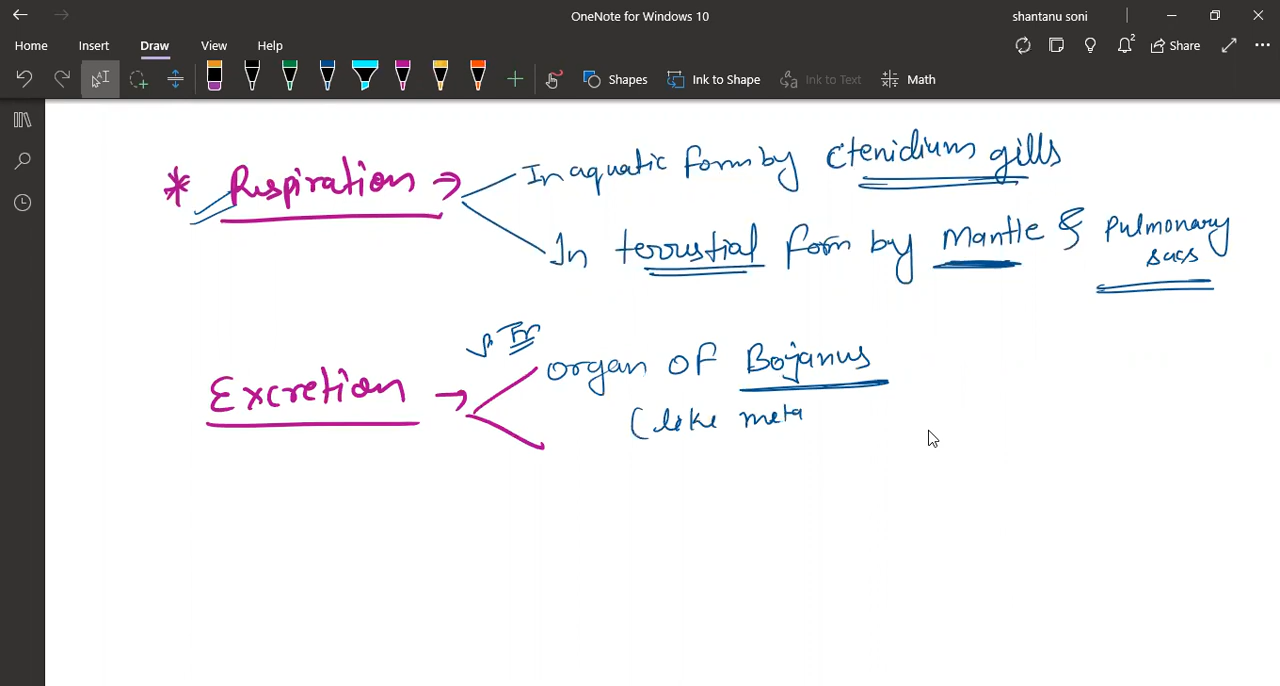 OneNote for Windows 10
shantanu soni
Home Insert Draw View Help
Share
Shapes Ink to Shape Ink to Text Math
* Respiration → In aquatic form by Ctenidium gills
In terrustial form by Mantle & Pulmonary
sacs
Excretion → organ of Bojanus
(like meta